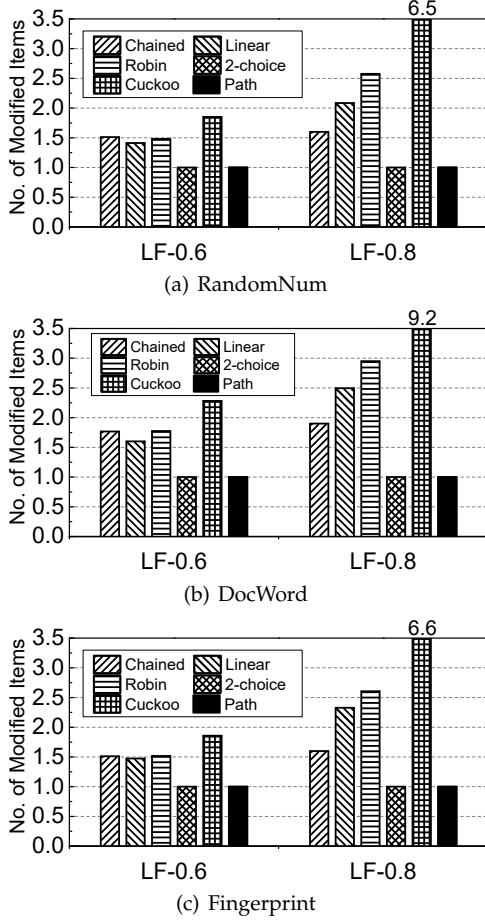 6.5
3.5
3.0
2.5
2.0
1.5
1.0
0.5
0.0
No. of Modified Items
Chained Linear
Robin 2-choice
Cuckoo Path
LF-0.6 LF-0.8
(a) RandomNum
9.2
3.5
3.0
2.5
2.0
1.5
1.0
0.5
0.0
No. of Modified Items
Chained Linear
Robin 2-choice
Cuckoo Path
LF-0.6 LF-0.8
(b) DocWord
6.6
3.5
3.0
2.5
2.0
1.5
1.0
0.5
0.0
No. of Modified Items
Chained Linear
Robin 2-choice
Cuckoo Path
LF-0.6 LF-0.8
(c) Fingerprint